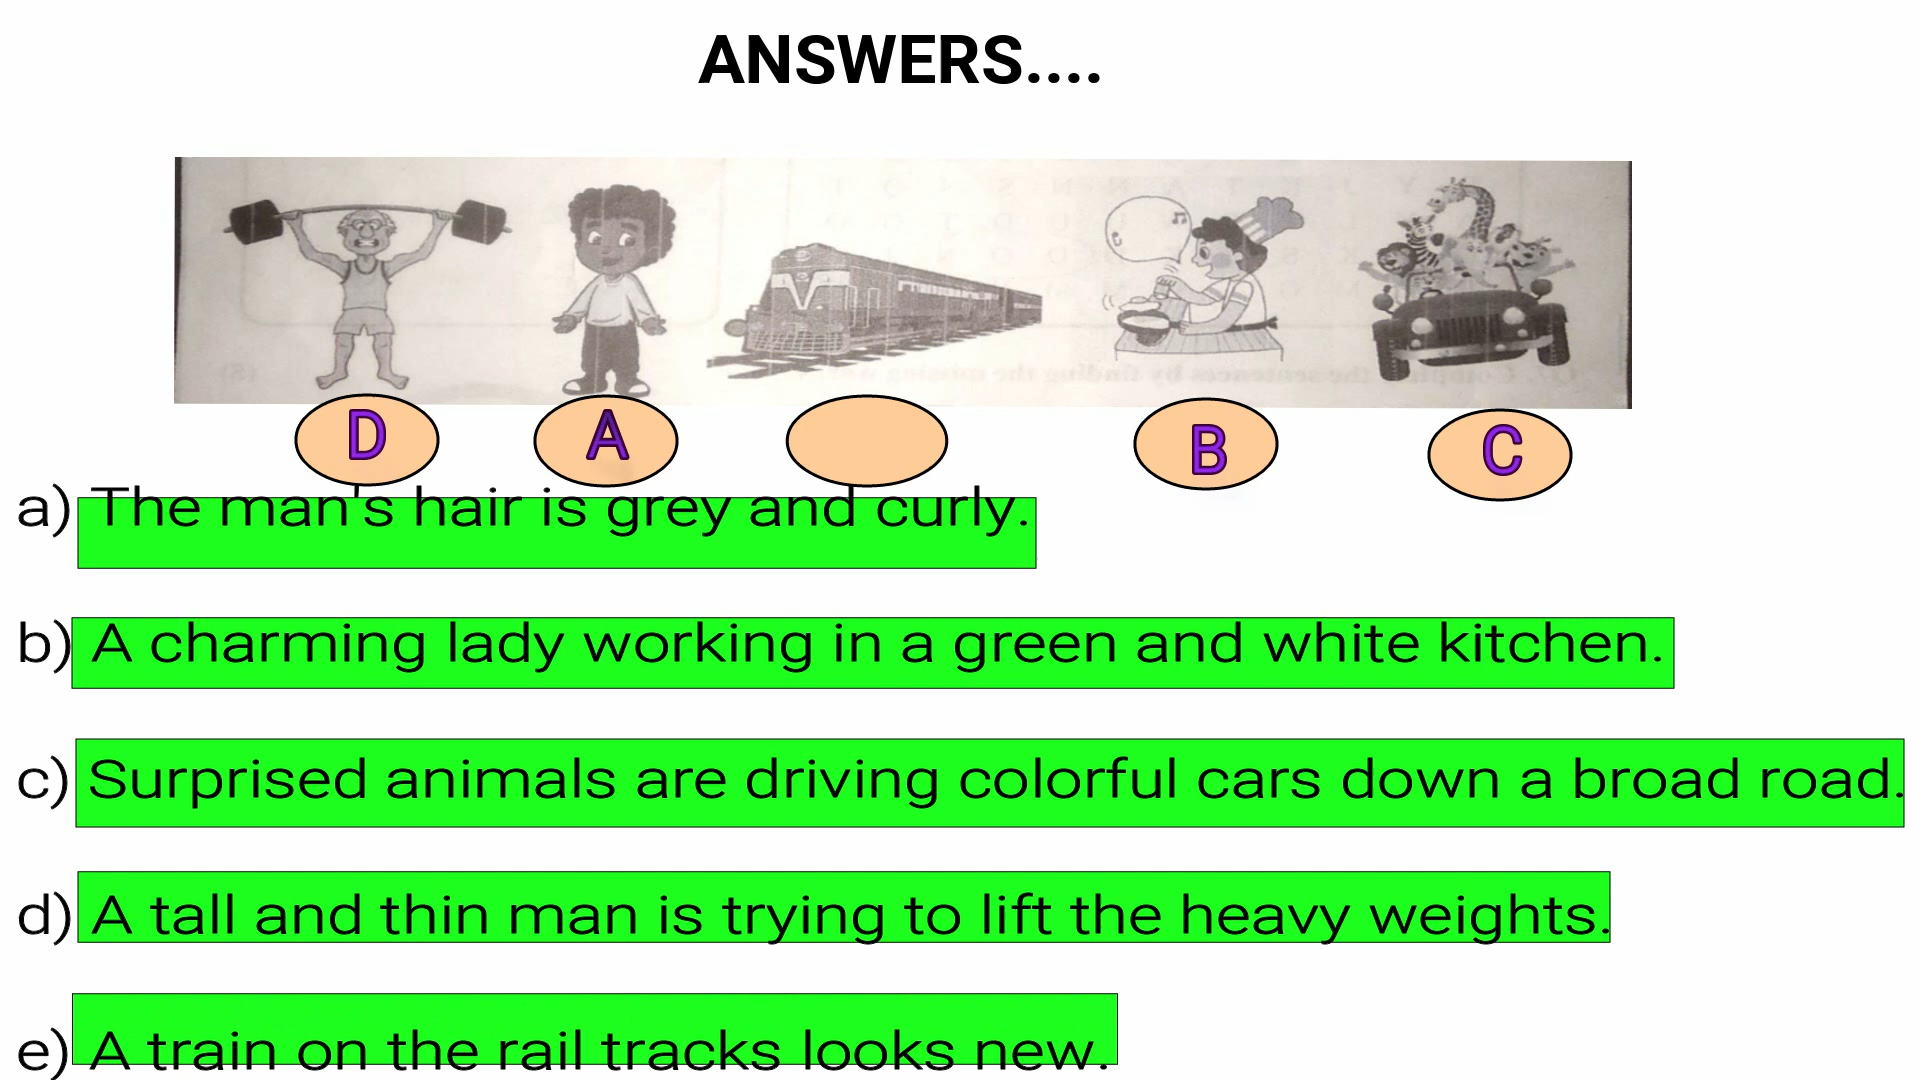 ANSWERS....
D A B C
a) The man's hair is grey and curly.
b) A charming lady working in a green and white kitchen.
c) Surprised animals are driving colorful cars down a broad road.
d) A tall and thin man is trying to lift the heavy weights.
e) A train on the rail tracks looks new.